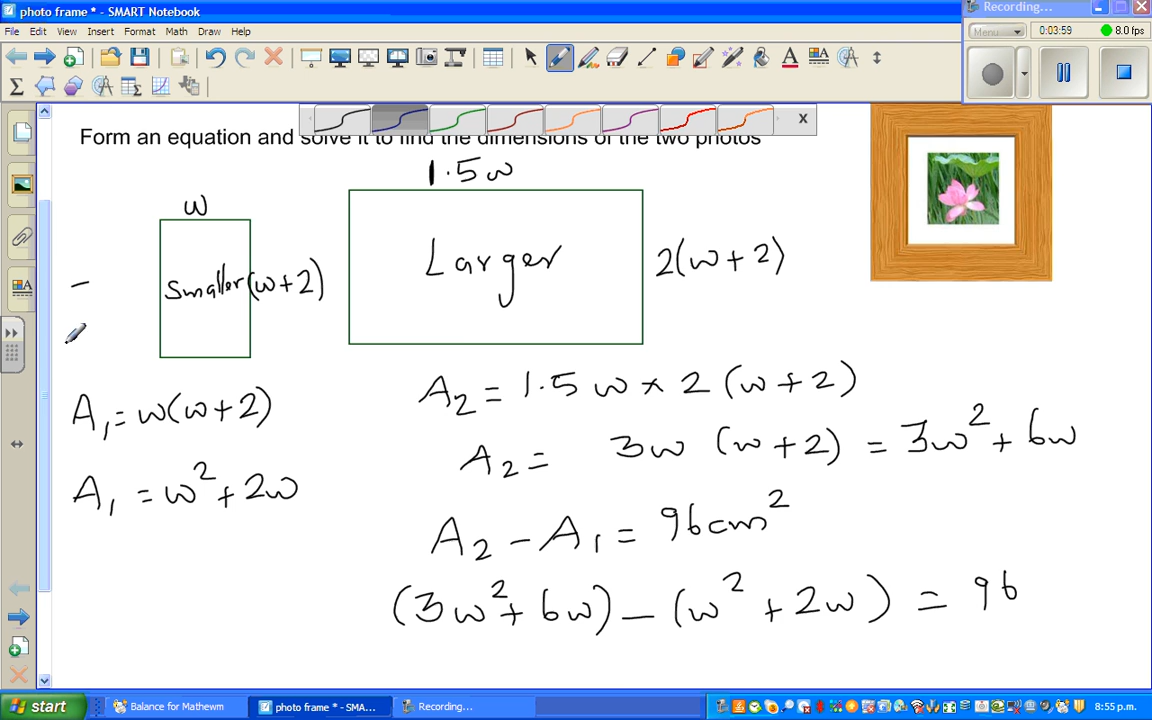 photo frame * - SMART Notebook
Recording...
File Edit View Insert Format Math Draw Help
Menu
0:03:59
8.0 fps
Form an equation and solve it to find the dimensions of the two photos
x
1.5w
w
Larger
2(w+2)
smaller
(w+2)
A₂ = 1.5w × 2(w+2)
A₁ = w(w+2)
A₂ = 3w(w+2) = 3w² + 6w
A₁ = w² + 2w
A₂ - A₁ = 96cm²
(3w² + 6w) - (w² + 2w) = 96
start
Balance for Mathewm
photo frame * - SMA...
Recording...
8:55 p.m.